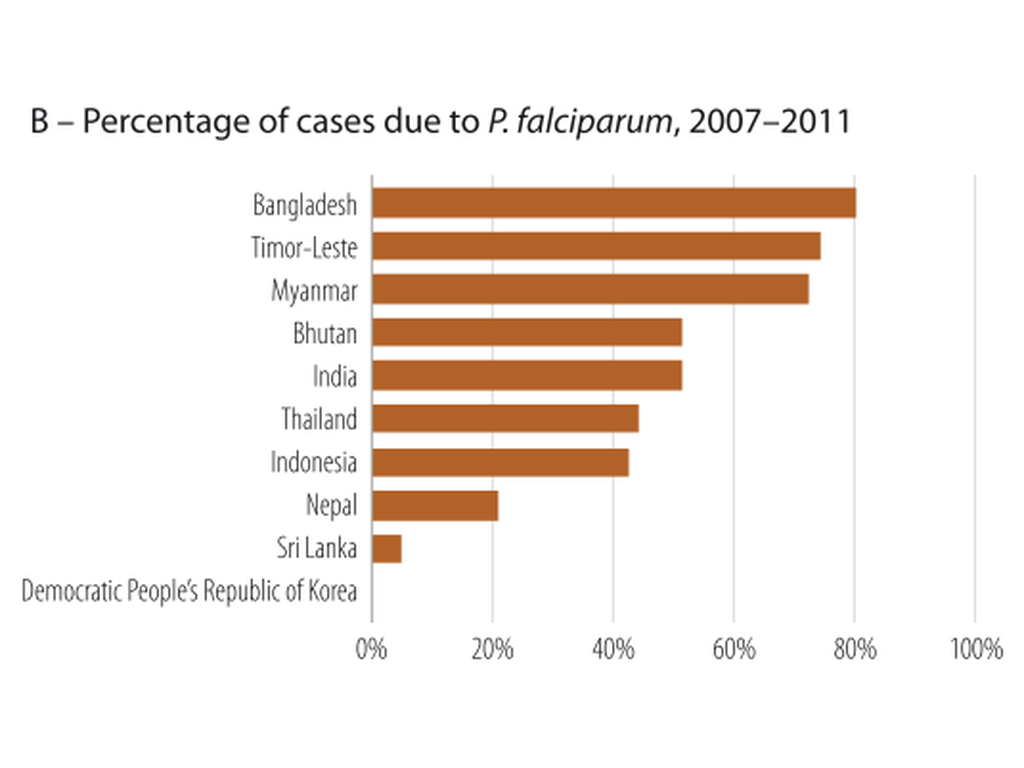 B – Percentage of cases due to P. falciparum, 2007–2011
Bangladesh
Timor-Leste
Myanmar
Bhutan
India
Thailand
Indonesia
Nepal
Sri Lanka
Democratic People’s Republic of Korea
0% 20% 40% 60% 80% 100%